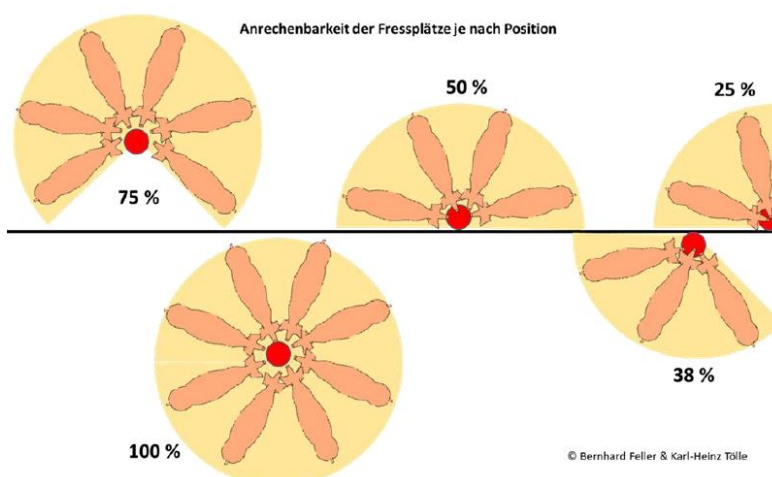 Anrechenbarkeit der Fressplätze je nach Position
50 %
25 %
75 %
38 %
100 %
© Bernhard Feller & Karl-Heinz Tölle